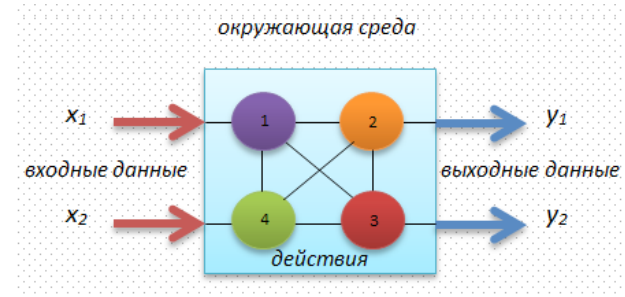 окружающая среда
x1
1
2
y1
входные данные
выходные данные
x2
4
3
y2
действия